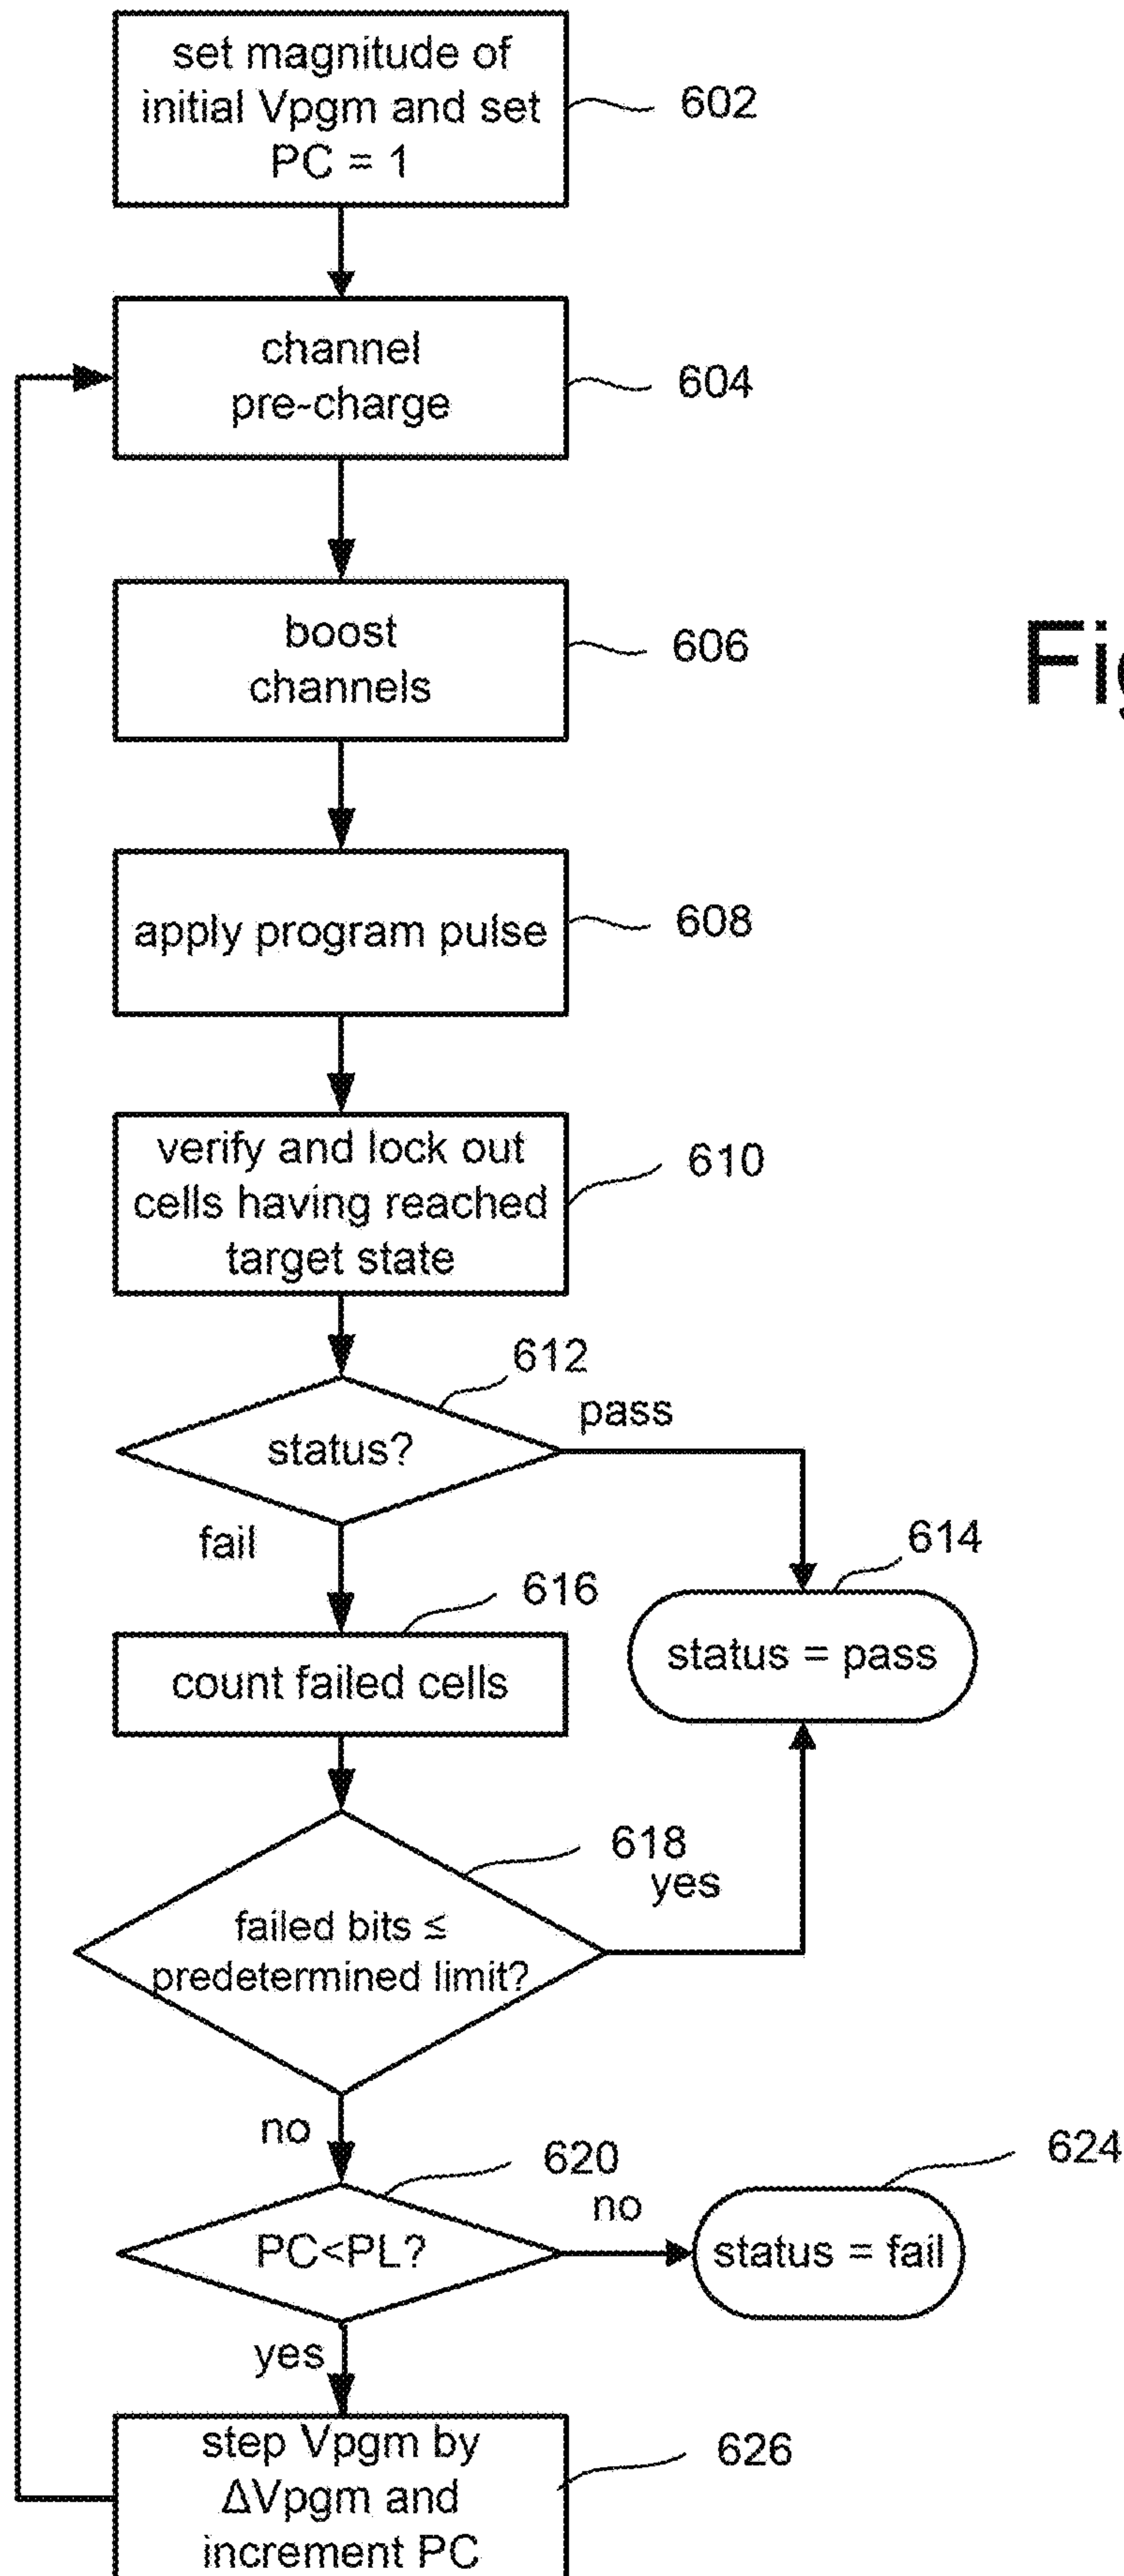 set magnitude of
initial Vpgm and set
PC = 1
602
channel
pre-charge
604
boost
channels
606
Fig
apply program pulse
608
verify and lock out
cells having reached
target state
610
612
status?
pass
fail
614
status = pass
616
count failed cells
618
yes
failed bits ≤
predetermined limit?
no
620
PC<PL?
no
624
status = fail
yes
step Vpgm by
ΔVpgm and
increment PC
626